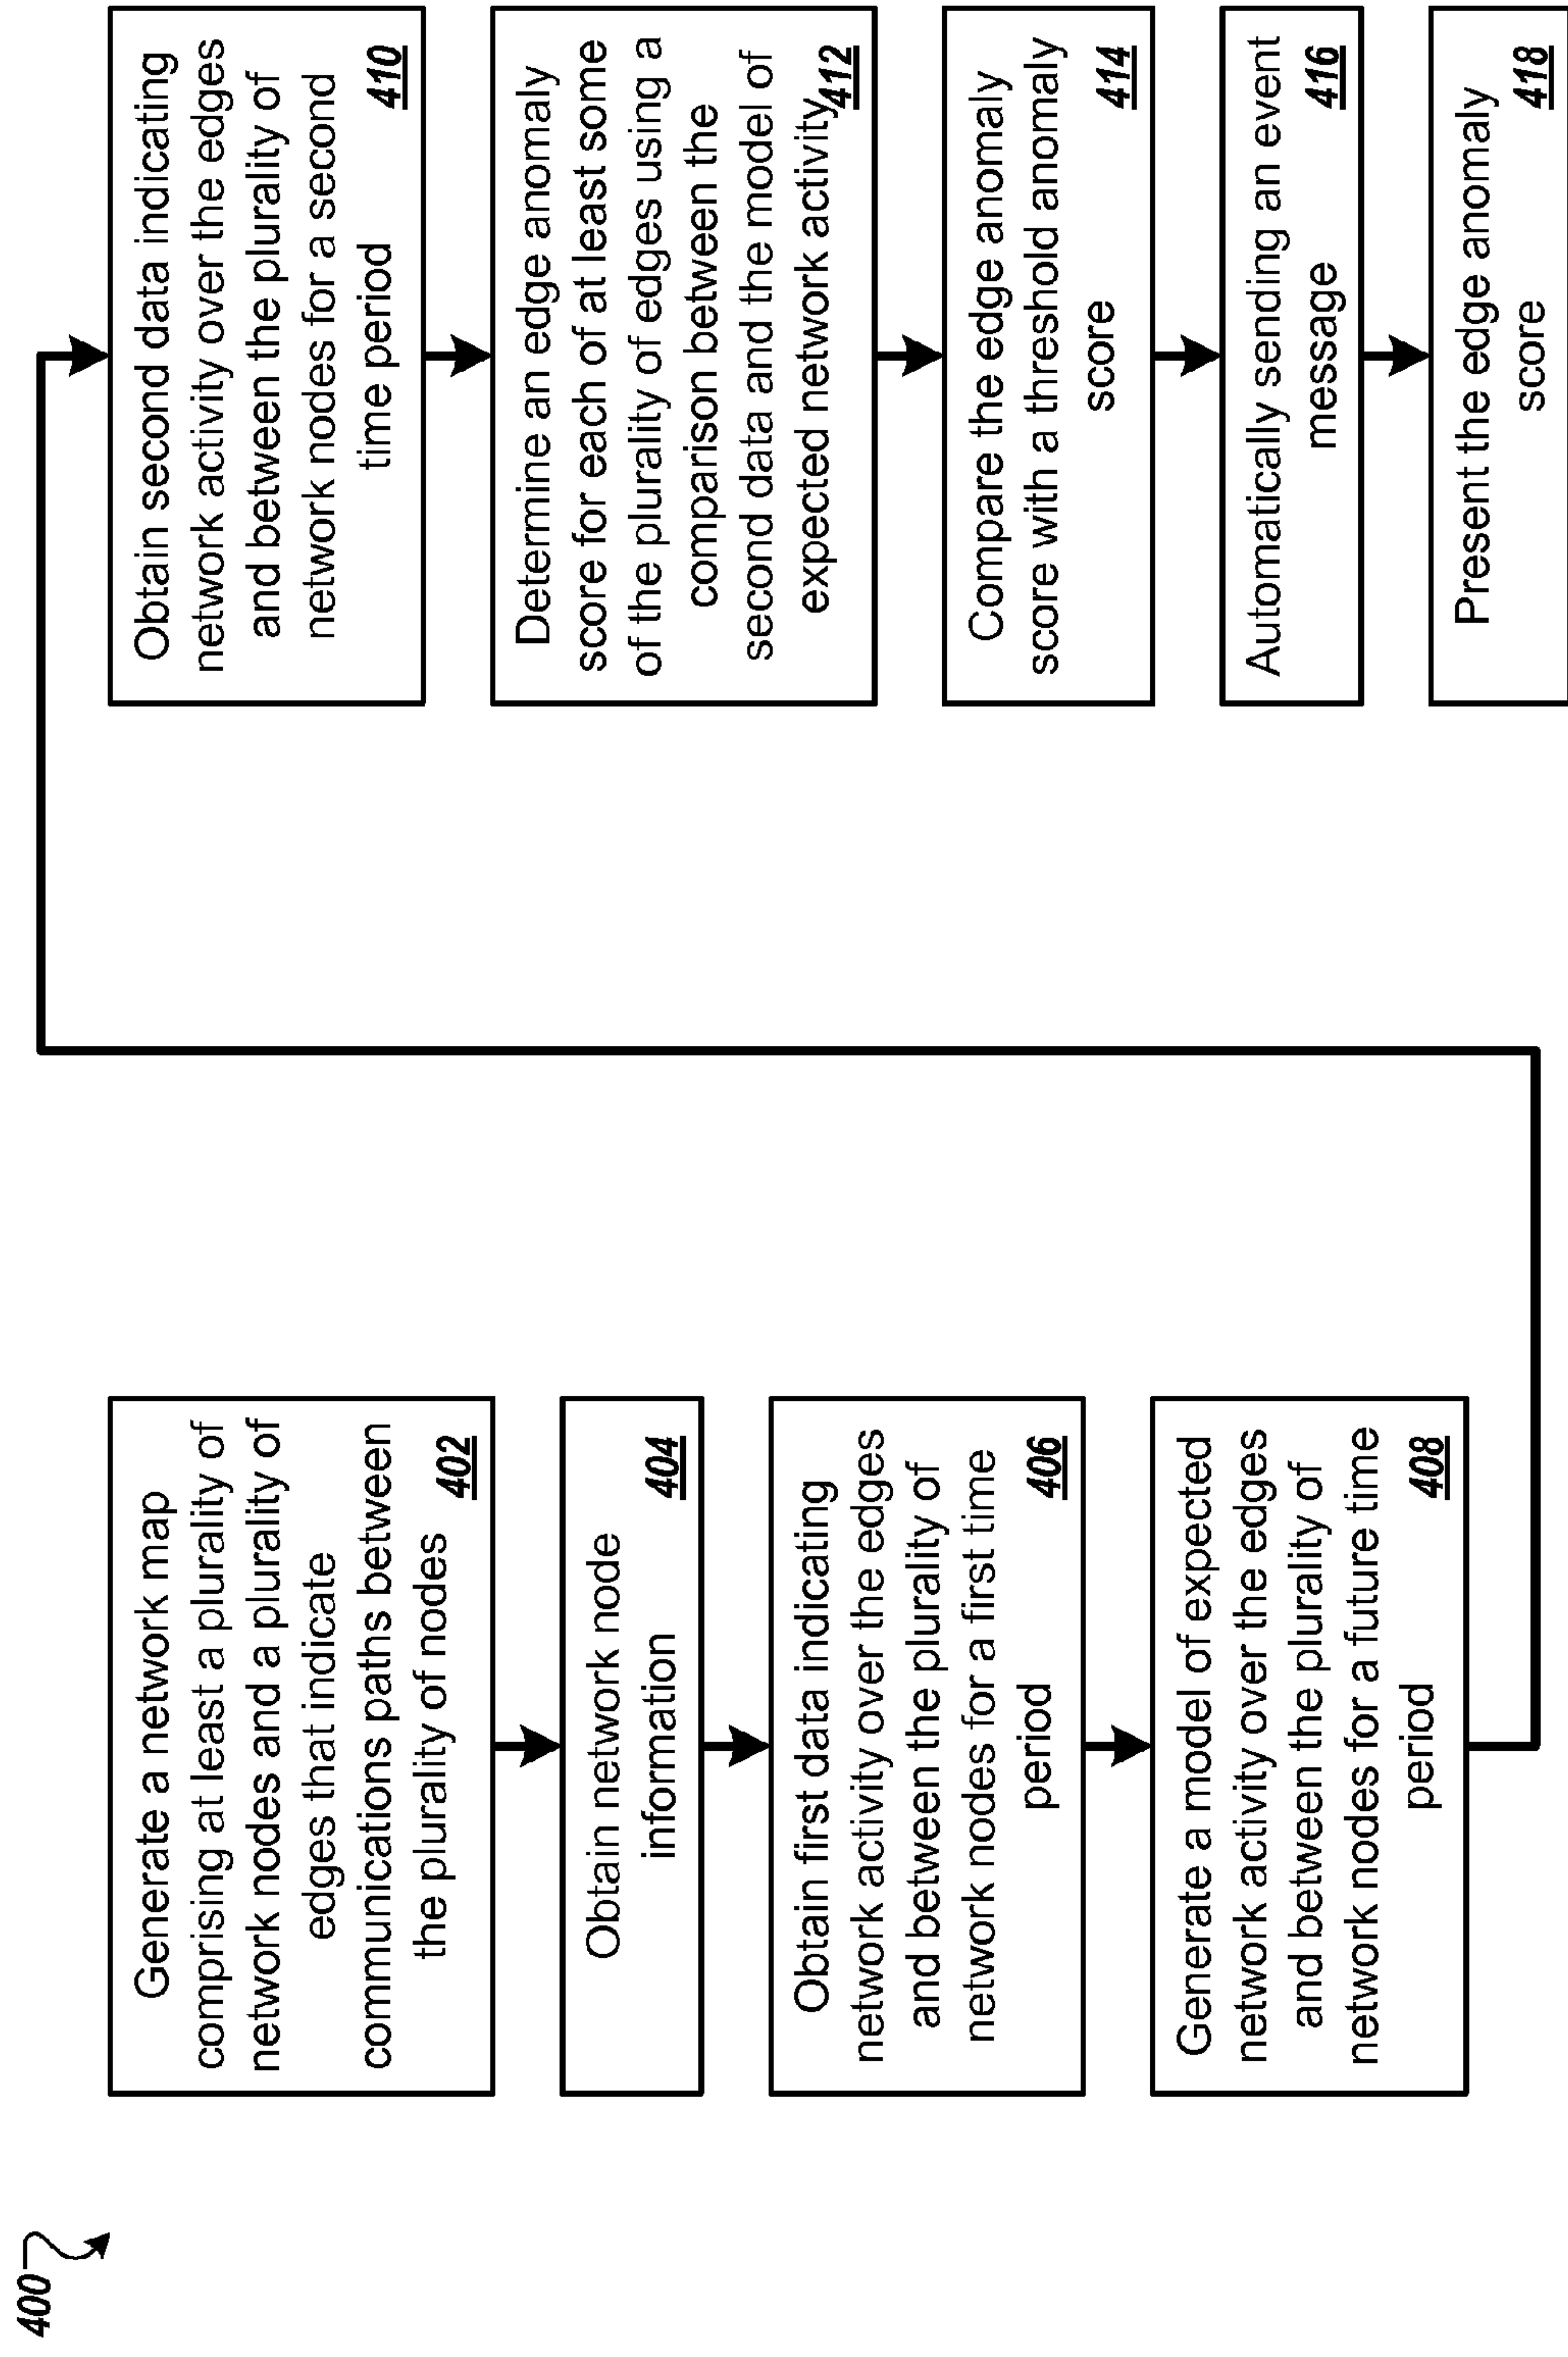 400
Generate a network map
comprising at least a plurality of
network nodes and a plurality of
edges that indicate
communications paths between
the plurality of nodes
402
Obtain network node
information
404
Obtain first data indicating
network activity over the edges
and between the plurality of
network nodes for a first time
period
406
Generate a model of expected
network activity over the edges
and between the plurality of
network nodes for a future time
period
408
Obtain second data indicating
network activity over the edges
and between the plurality of
network nodes for a second
time period
410
Determine an edge anomaly
score for each of at least some
of the plurality of edges using a
comparison between the
second data and the model of
expected network activity
412
Compare the edge anomaly
score with a threshold anomaly
score
414
Automatically sending an event
message
416
Present the edge anomaly
score
418